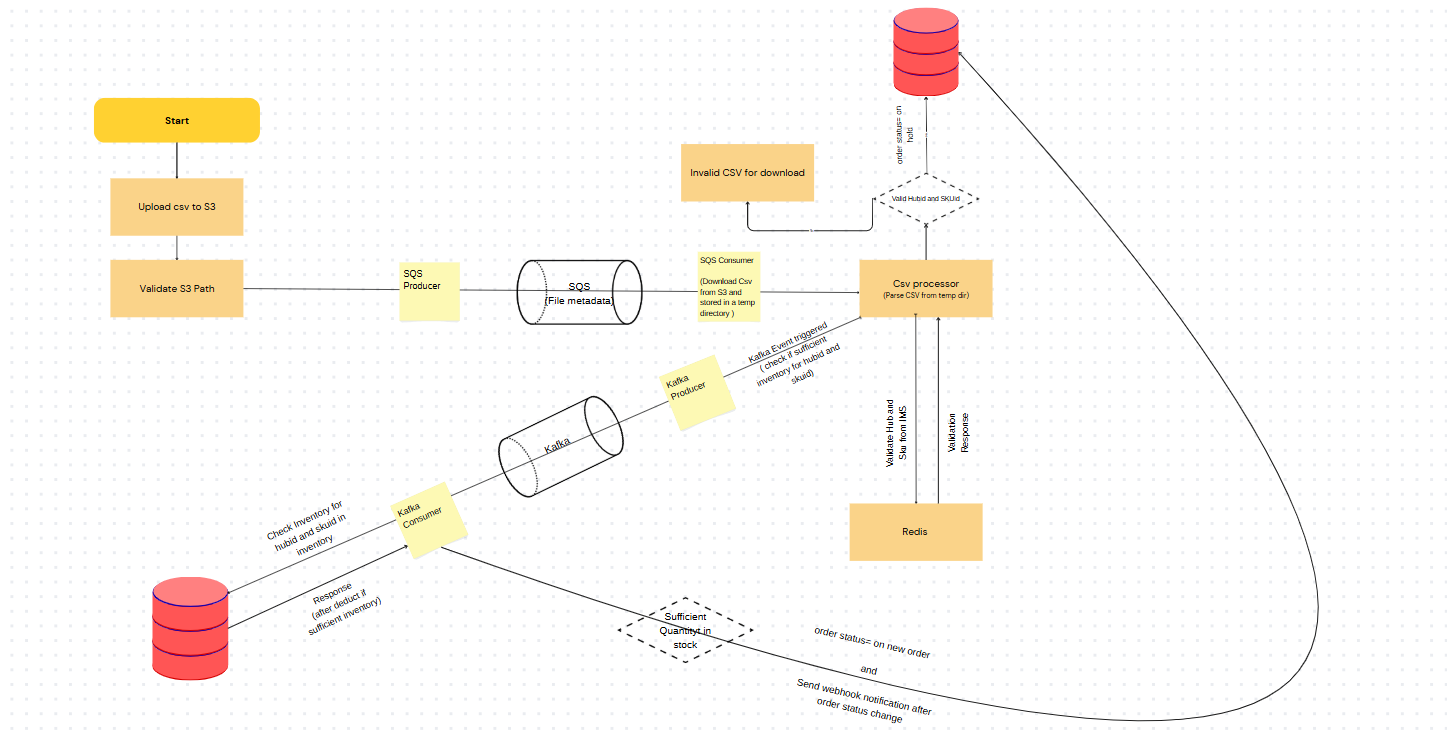 order status= on
hold
Start
Invalid CSV for download
Upload csv to S3
Valid Hubid and SKUid
SQS
Producer
SQS
(File metadata)
SQS Consumer
(Download Csv
from S3 and
stored in a temp
directory )
Validate S3 Path
Csv processor
(Parse CSV from temp dir)
Kafka Event triggered
( check if sufficient
inventory for hubid and
skuid)
Kafka
Producer
Validate Hub and
Sku from IMS
Validation
Response
Kafka
Kafka
Consumer
Check Inventory for
hubid and skuid in
inventory
Redis
Response
(after deduct if
sufficient inventory)
Sufficient
Quantityt in
stock
order status= on new order
and
Send webhook notification after
order status change